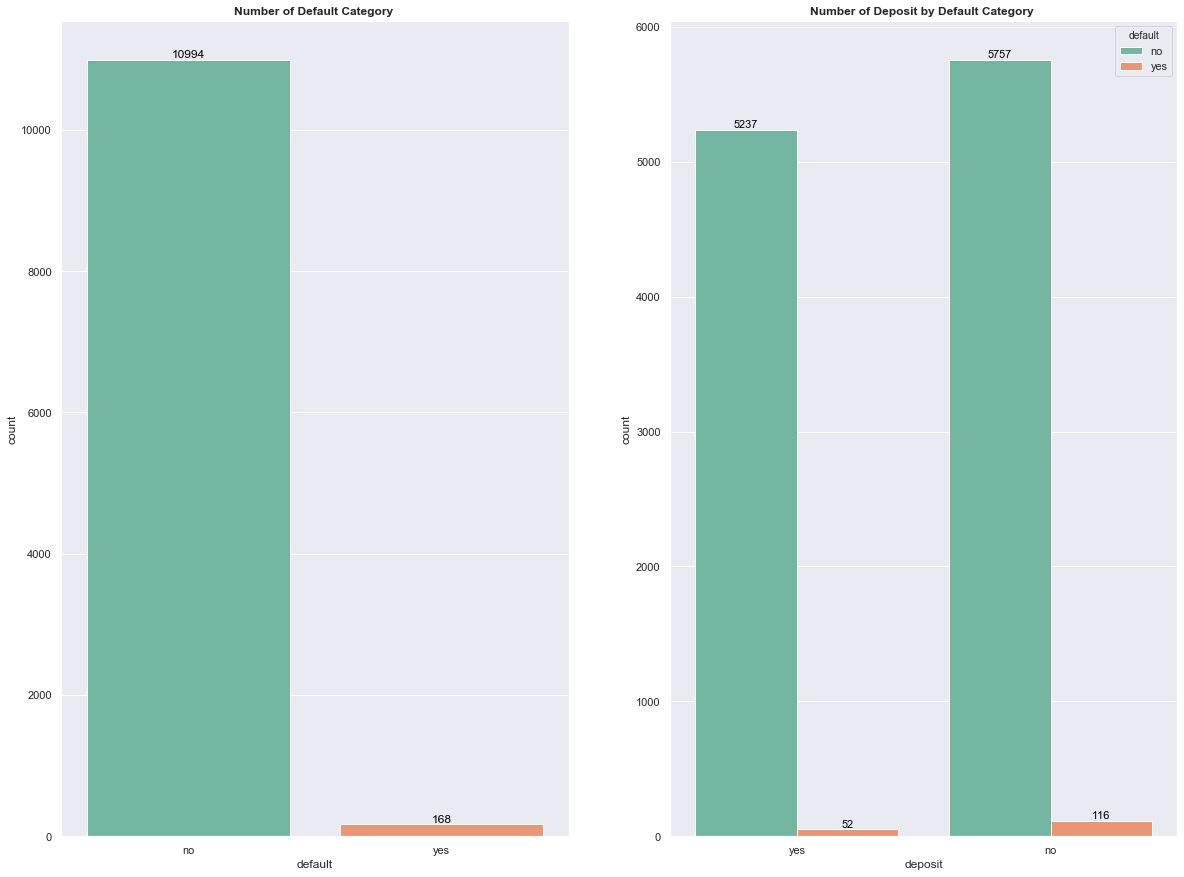 Number of Default Category
10994
168
10000
8000
6000
4000
2000
0
count
no
yes
default
Number of Deposit by Default Category
default
no
yes
5237
52
5757
116
6000
5000
4000
3000
2000
1000
0
count
yes
no
deposit